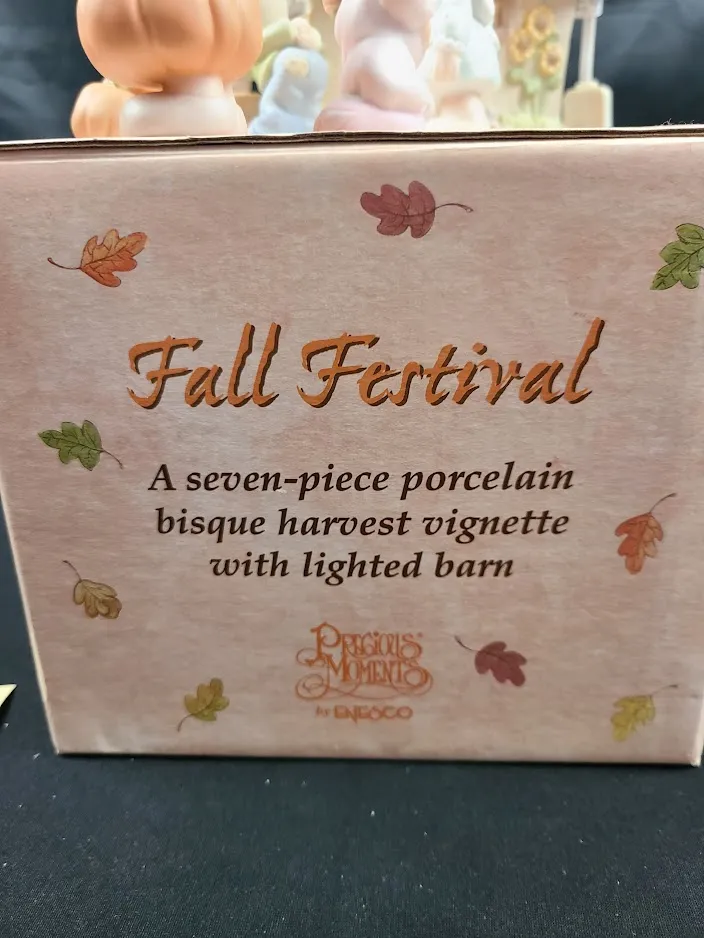 Fall Festival
A seven-piece porcelain
bisque harvest vignette
with lighted barn
PRECIOUS
MOMENTS
by ENESCO